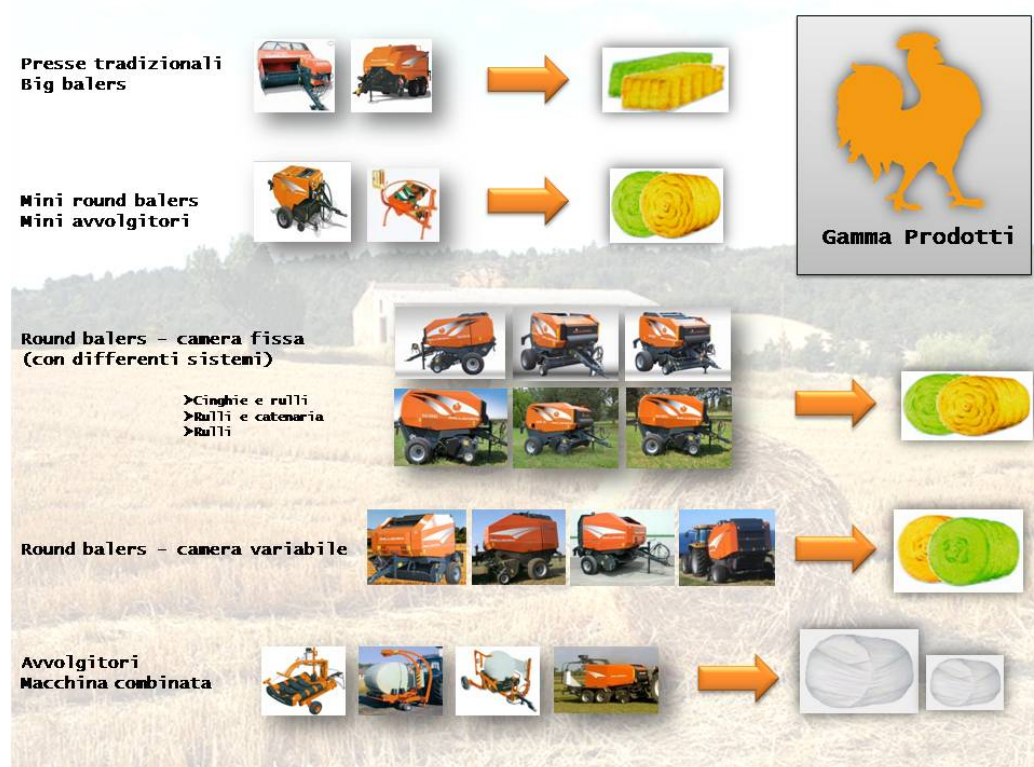 Presse tradizionali
Big balers
Mini round balers
Mini avvolgitori
Gamma Prodotti
Round balers – camera fissa
(con differenti sistemi)
➤Cinghie e rulli
➤Rulli e catenaria
➤Rulli
Round balers – camera variabile
Avvolgitori
Macchina combinata